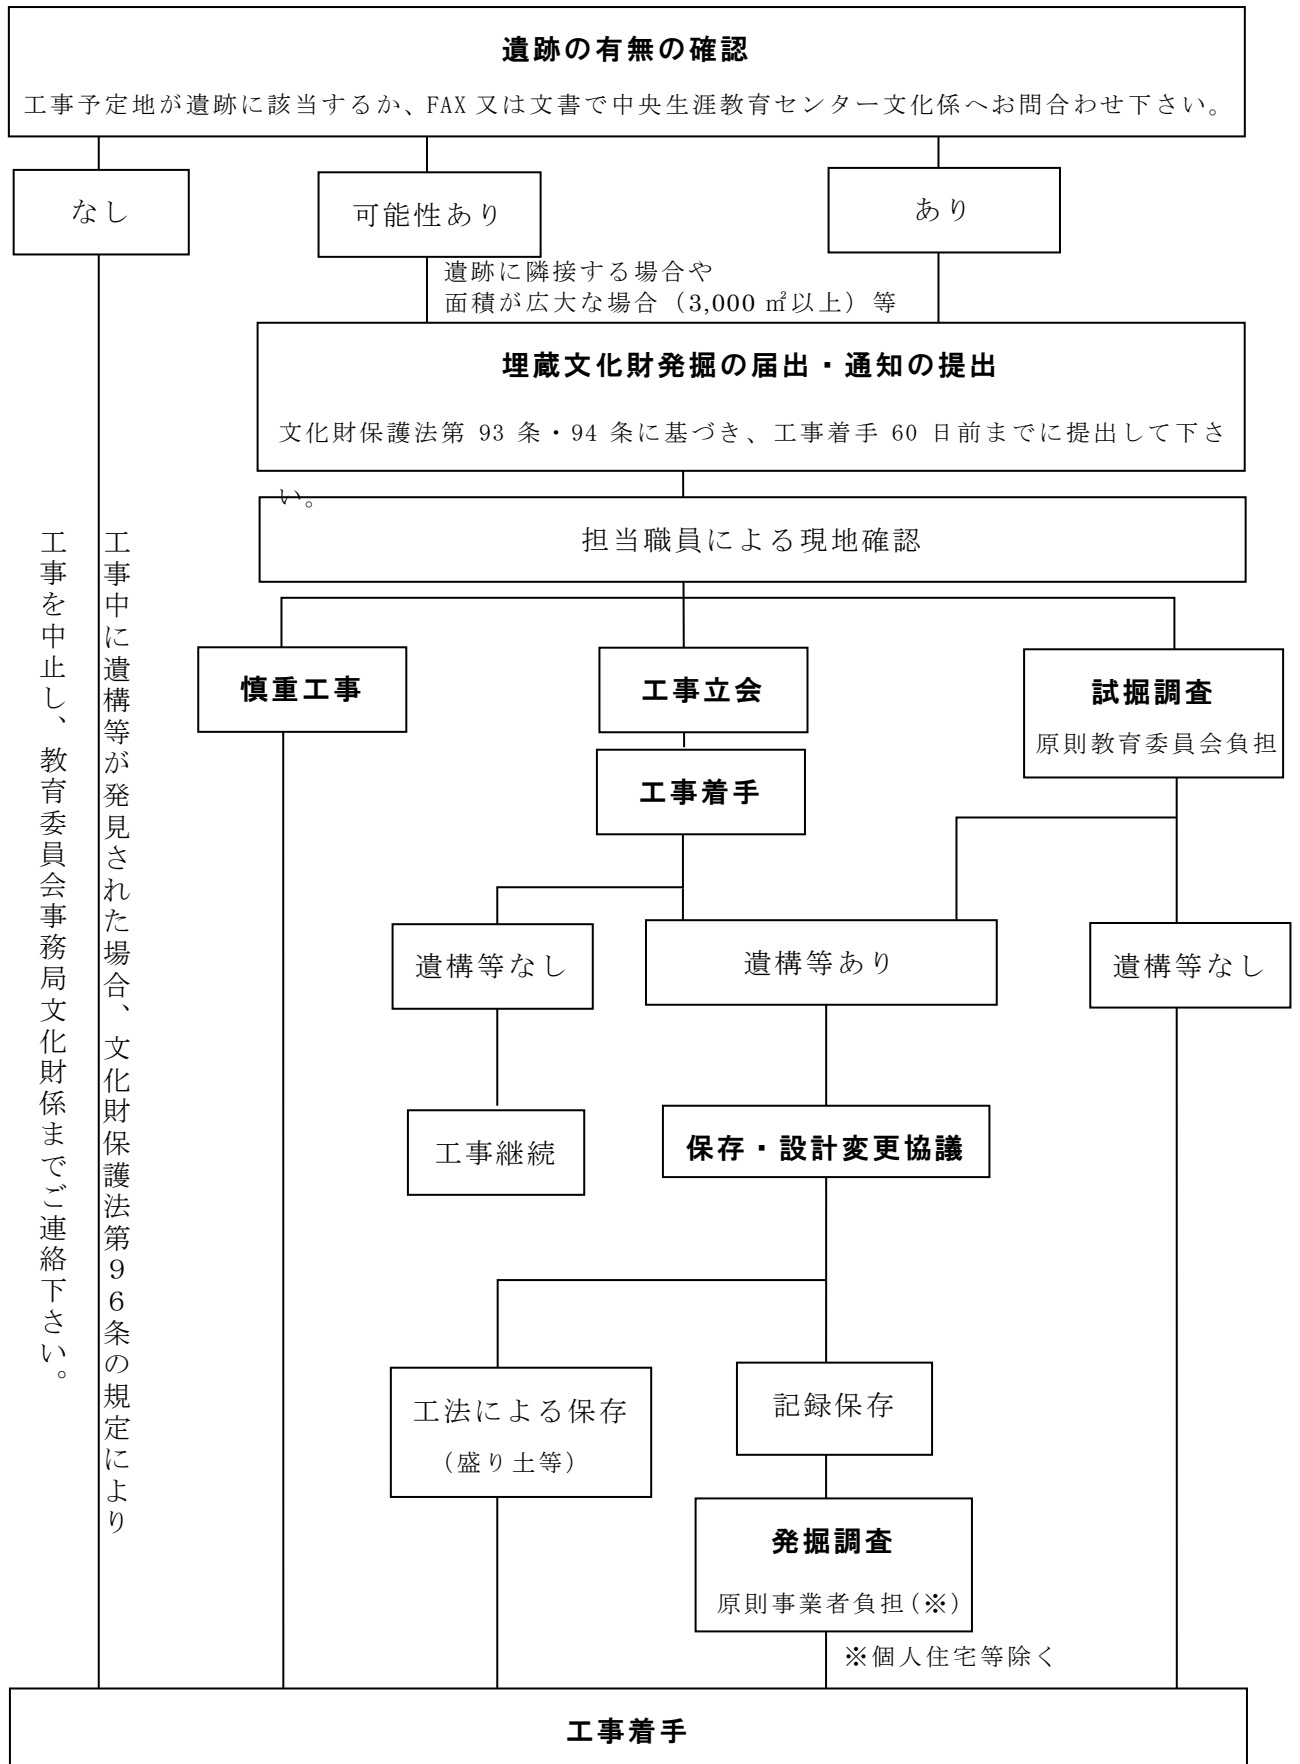 遺跡の有無の確認
工事予定地が遺跡に該当するか、FAX 又は文書で中央生涯教育センター文化係へお問合わせ下さい。
なし
可能性あり
あり
遺跡に隣接する場合や
面積が広大な場合（3,000 ㎡以上）等
埋蔵文化財発掘の届出・通知の提出
文化財保護法第 93 条・94 条に基づき、工事着手 60 日前までに提出して下さ
い。
担当職員による現地確認
工事中に遺構等が発見された場合、文化財保護法第９６条の規定により
工事を中止し、教育委員会事務局文化財係までご連絡下さい。
慎重工事
工事立会
試掘調査
原則教育委員会負担
工事着手
遺構等なし
遺構等あり
遺構等なし
工事継続
保存・設計変更協議
工法による保存
（盛り土等）
記録保存
発掘調査
原則事業者負担（※）
※個人住宅等除く
工事着手